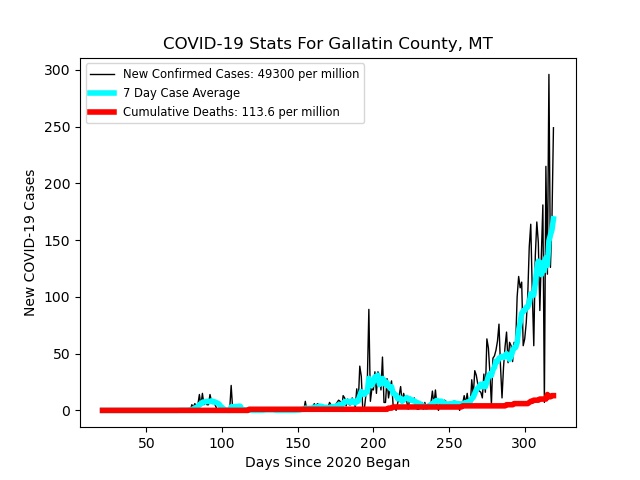 COVID-19 Stats For Gallatin County, MT
New Confirmed Cases: 49300 per million
7 Day Case Average
Cumulative Deaths: 113.6 per million
New COVID-19 Cases
300
250
200
150
100
50
0
50 100 150 200 250 300
Days Since 2020 Began